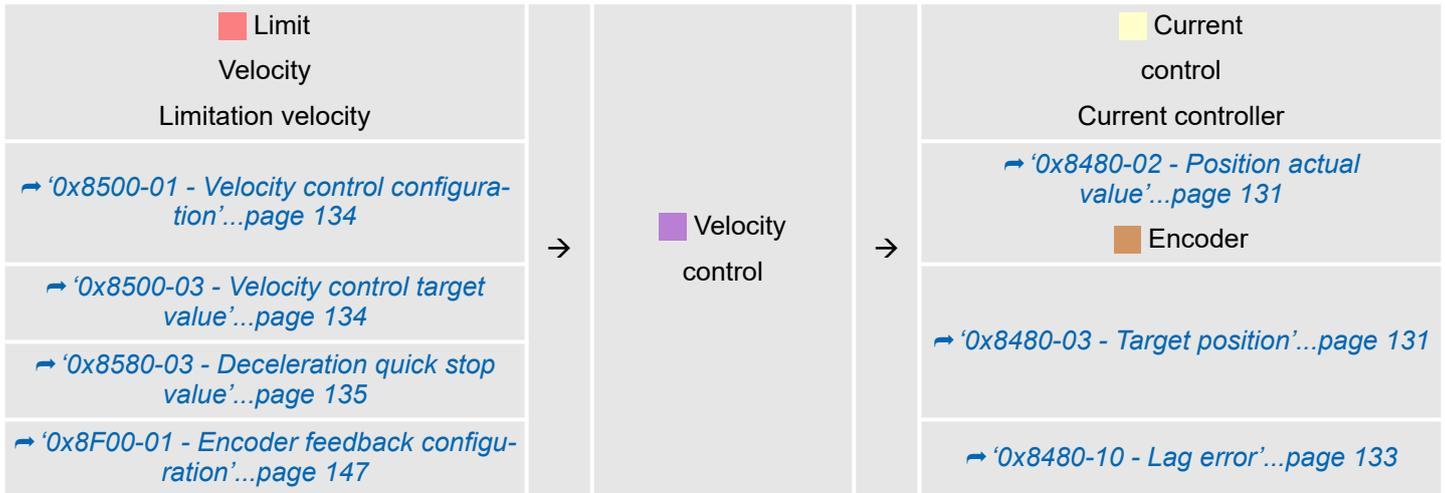 Limit
Velocity
Limitation velocity
➦ ‘0x8500-01 - Velocity control configura-
tion’...page 134
➦ ‘0x8500-03 - Velocity control target
value’...page 134
➦ ‘0x8580-03 - Deceleration quick stop
value’...page 135
➦ ‘0x8F00-01 - Encoder feedback configu-
ration’...page 147
→
Velocity
control
→
Current
control
Current controller
➦ ‘0x8480-02 - Position actual
value’...page 131
Encoder
➦ ‘0x8480-03 - Target position’...page 131
➦ ‘0x8480-10 - Lag error’...page 133